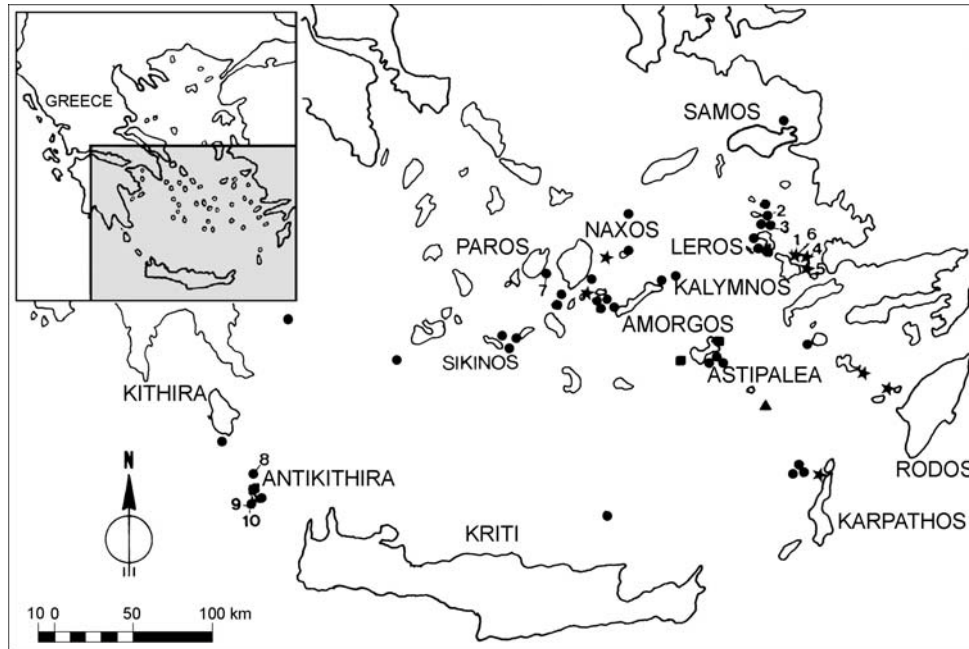 GREECE
SAMOS
2
3
NAXOS
PAROS
LEROS
1
6
4
5
7
KALYMNOS
AMORGOS
SIKINOS
ASTIPALEA
KITHIRA
8
N
ANTIKITHIRA
RODOS
9
10
KARPATHOS
KRITI
10 0 50 100 km